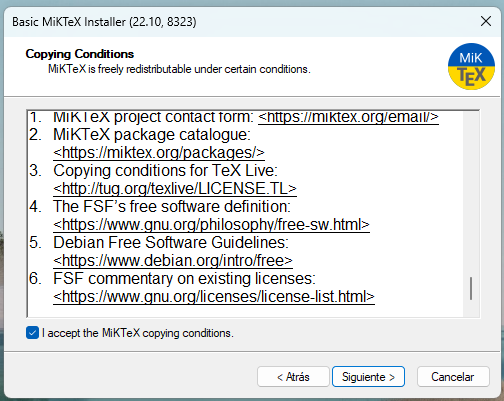 Basic MiKTeX Installer (22.10, 8323)
Copying Conditions
MiKTeX is freely redistributable under certain conditions.
MiK
TEX
1. MiKTeX project contact form: <https://miktex.org/email/>
2. MiKTeX package catalogue:
<https://miktex.org/packages/>
3. Copying conditions for TeX Live:
<http://tug.org/texlive/LICENSE.TL>
4. The FSF's free software definition:
<https://www.gnu.org/philosophy/free-sw.html>
5. Debian Free Software Guidelines:
<https://www.debian.org/intro/free>
6. FSF commentary on existing licenses:
<https://www.gnu.org/licenses/license-list.html>
I accept the MiKTeX copying conditions.
< Atrás
Siguiente >
Cancelar